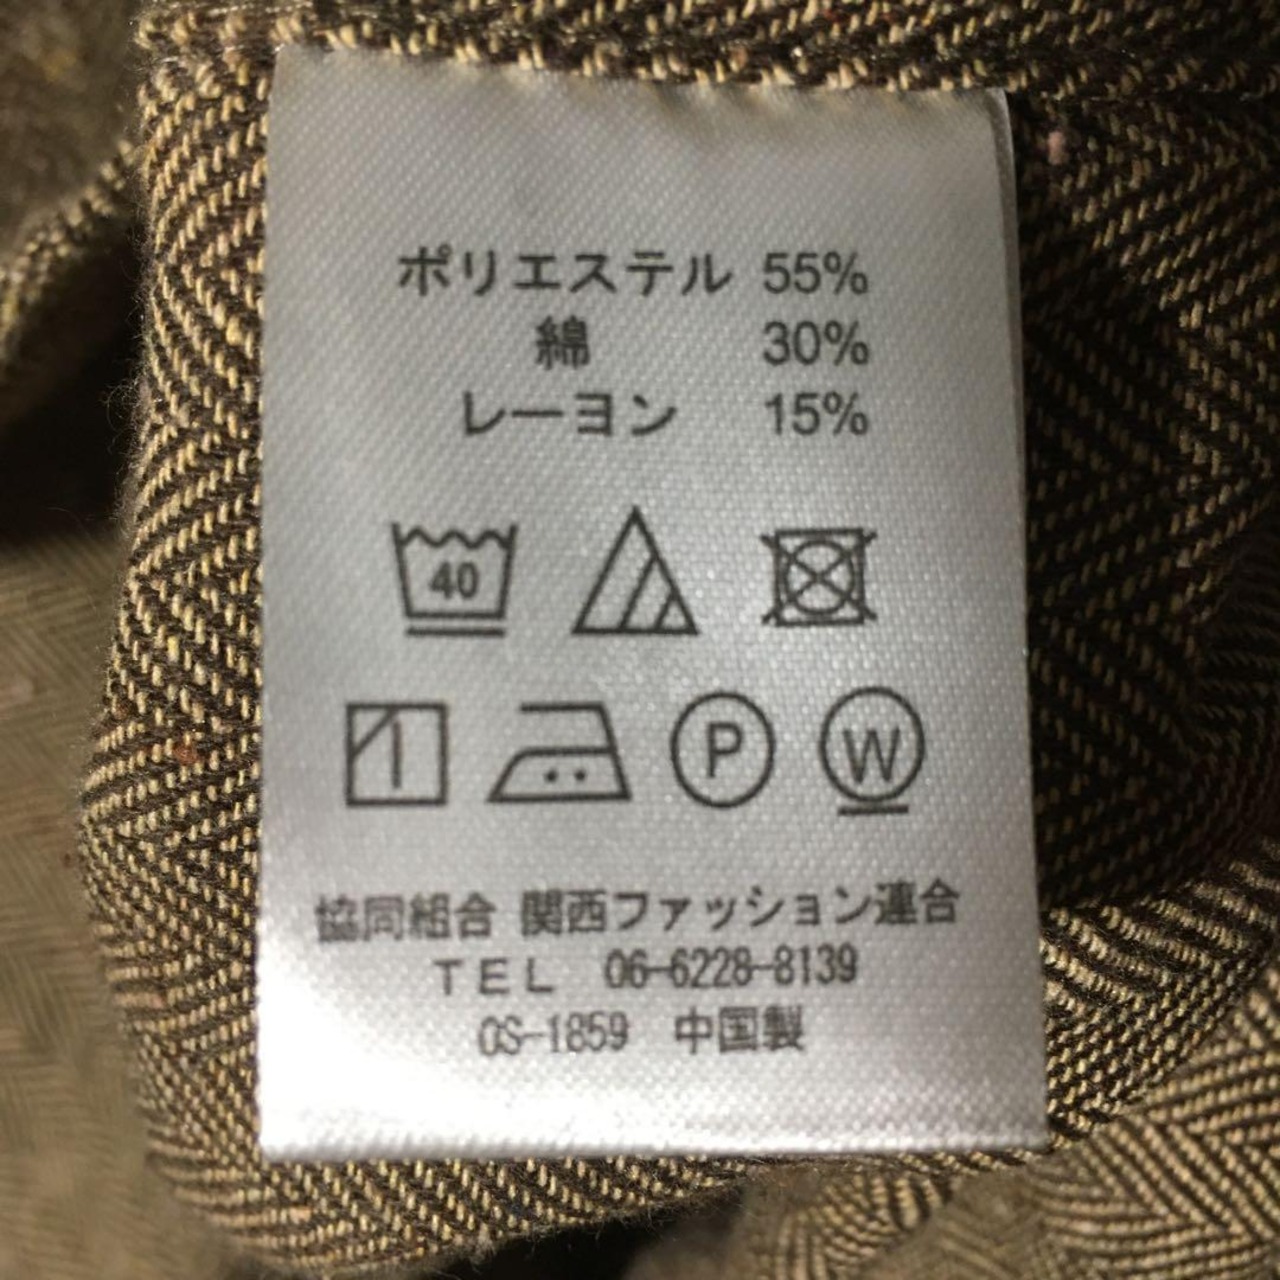 ポリエステル 55%
綿 30%
レーヨン 15%
40
P W
協同組合 関西ファッション連合
TEL 06-6228-8139
OS-1859 中国製